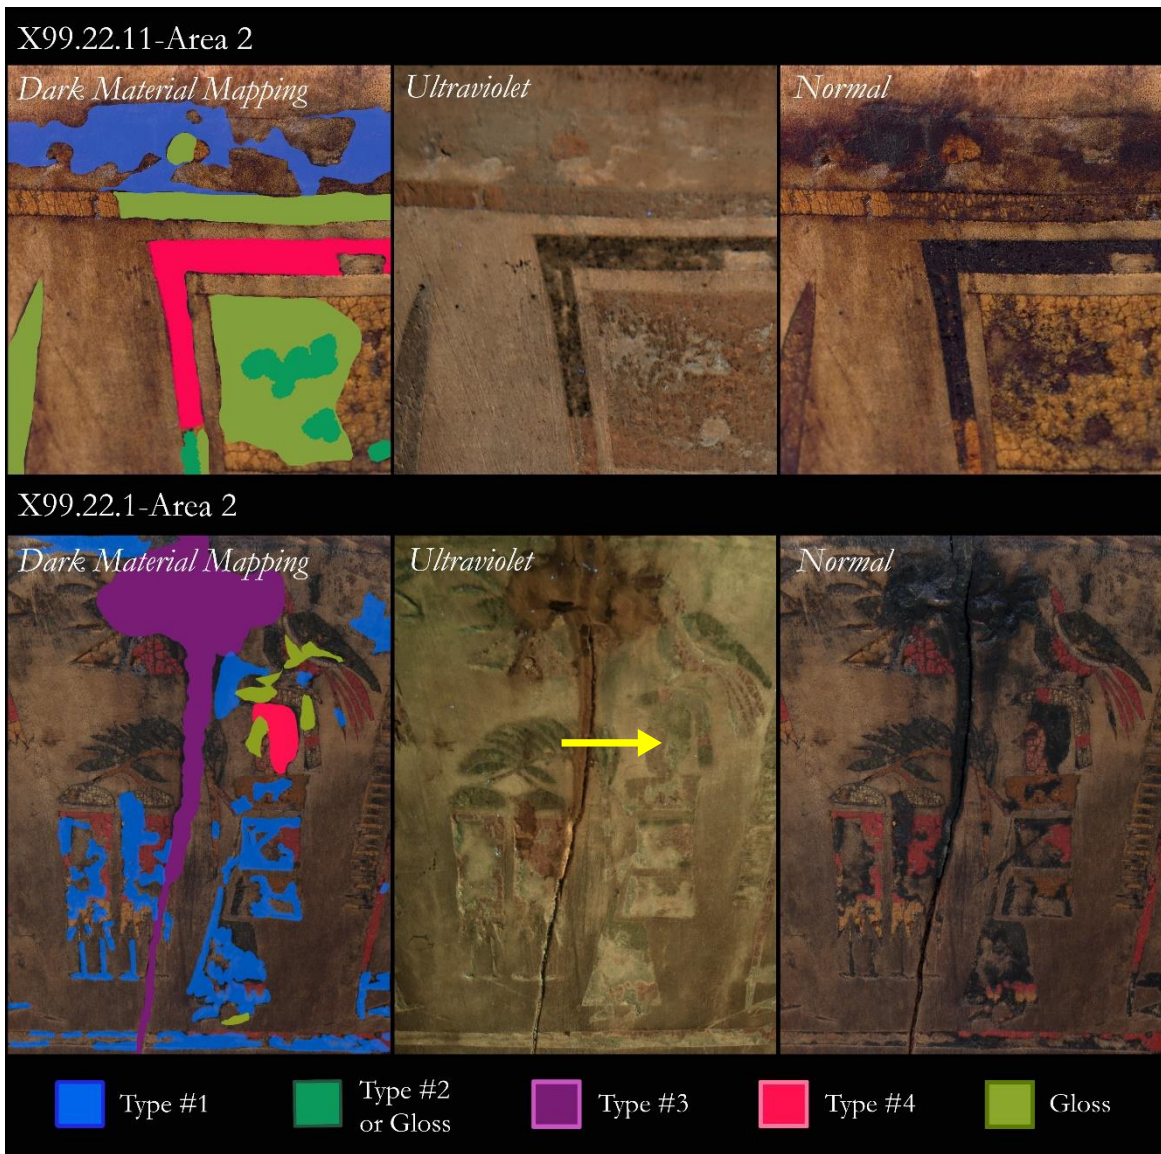 X99.22.11-Area 2
Dark Material Mapping
Ultraviolet
Normal
X99.22.1-Area 2
Dark Material Mapping
Ultraviolet
Normal
Type #1
Type #2
or Gloss
Type #3
Type #4
Gloss